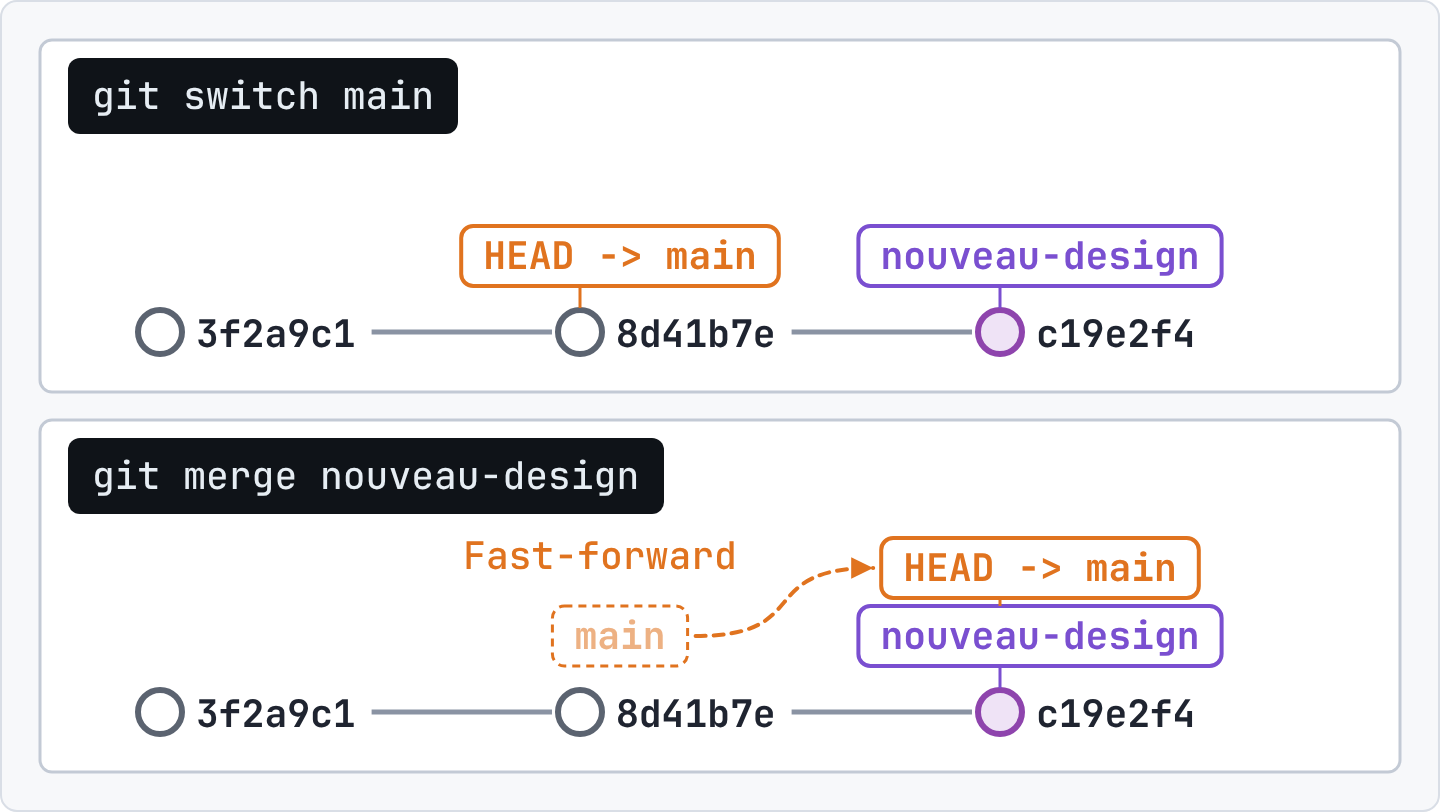 git switch main
HEAD -> main
nouveau-design
3f2a9c1
8d41b7e
c19e2f4
git merge nouveau-design
Fast-forward
HEAD -> main
main
nouveau-design
3f2a9c1
8d41b7e
c19e2f4